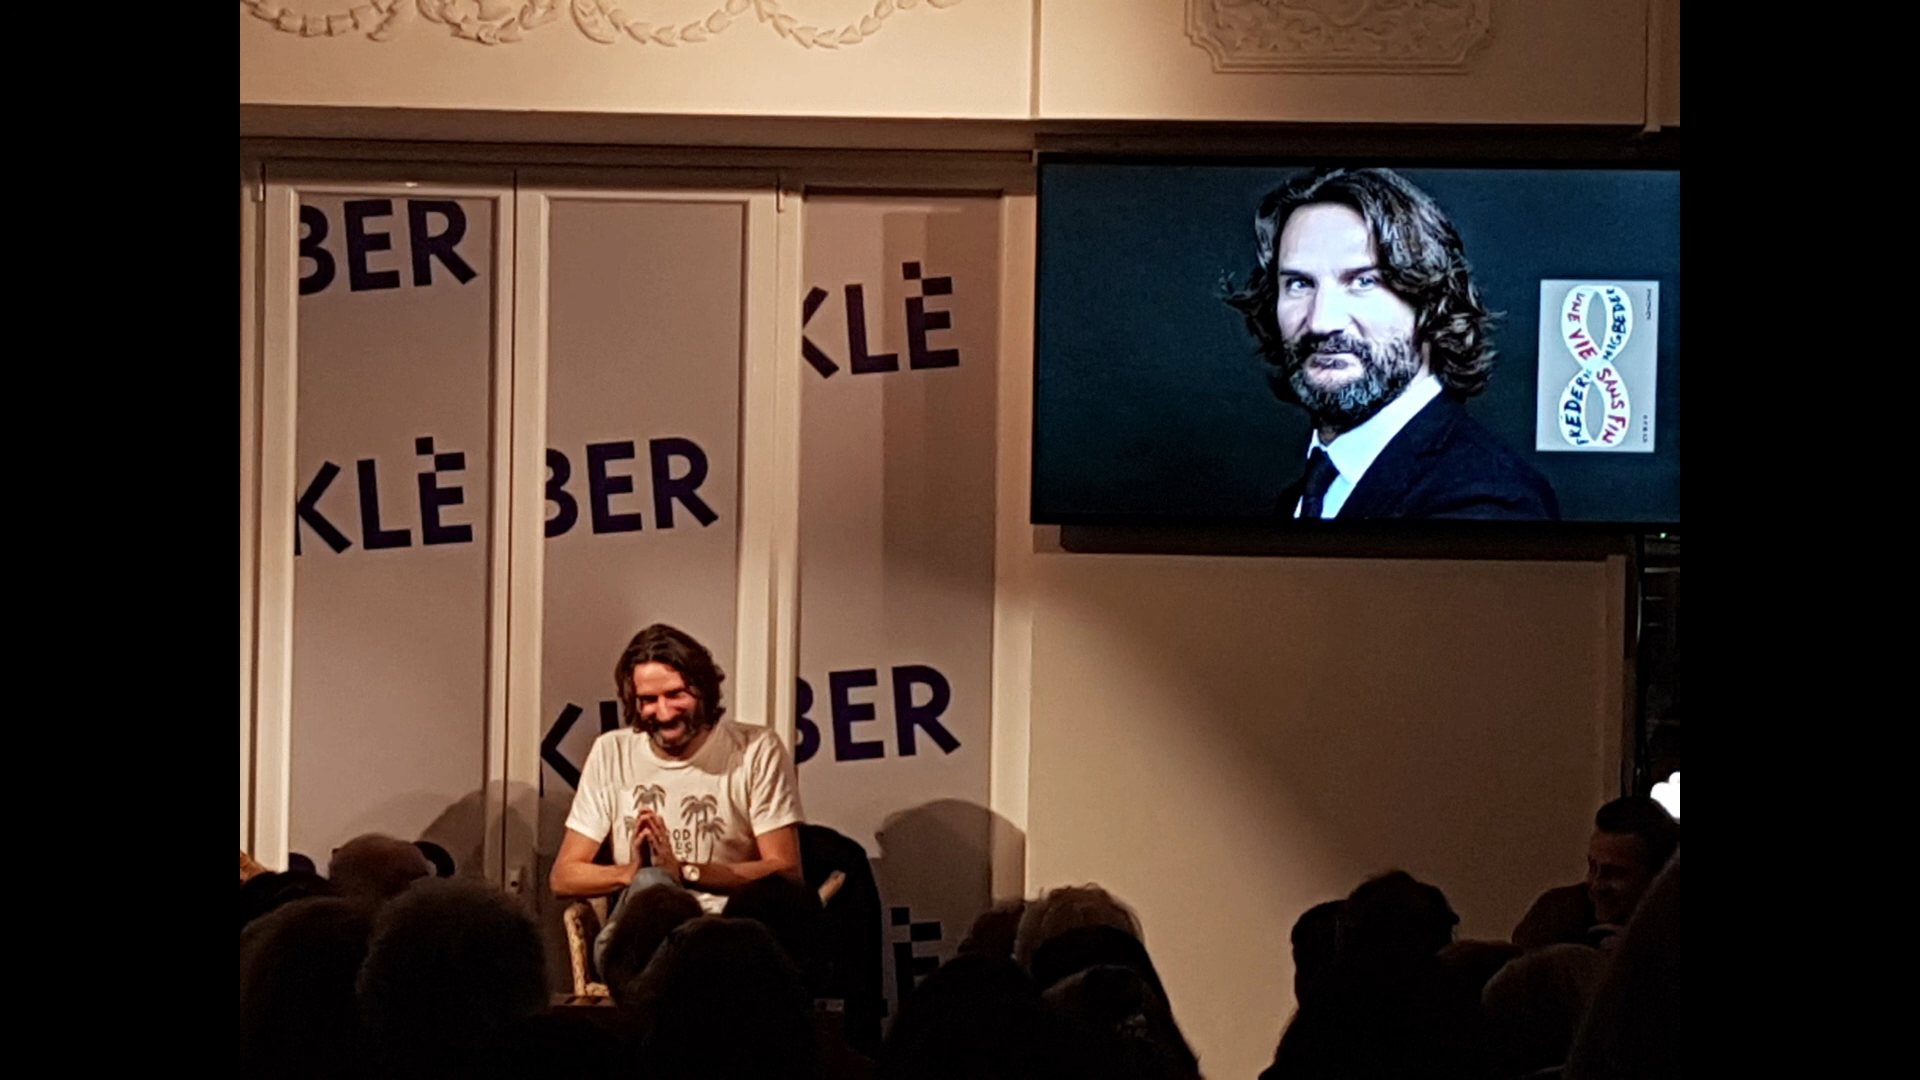 BER
KLÉ
KLÉ
BER
K
BER
UNE VIE SANS FIN
FRÉDÉRIC BEIGBEDER